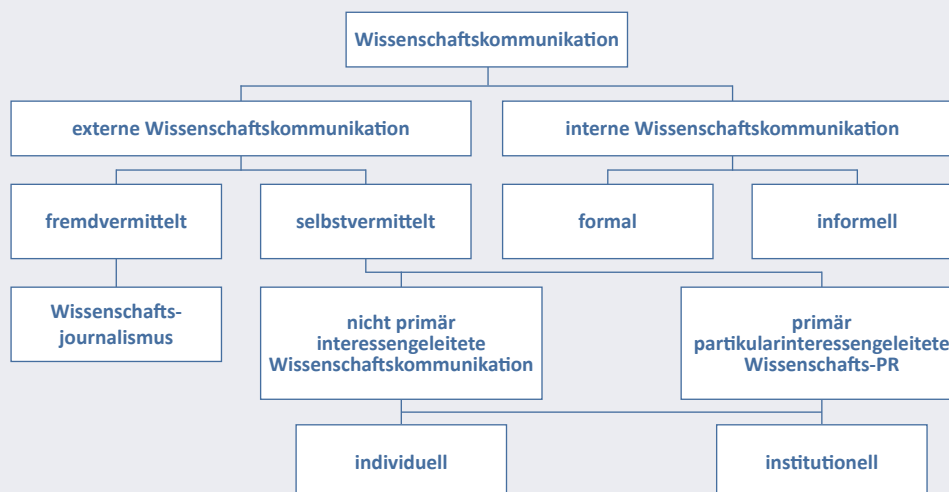 Wissenschaftskommunikation
externe Wissenschaftskommunikation
interne Wissenschaftskommunikation
fremdvermittelt
selbstvermittelt
formal
informell
Wissenschafts-
journalismus
nicht primär
interessengeleitete
Wissenschaftskommunikation
primär
partikularinteressengeleitete
Wissenschafts-PR
individuell
institutionell